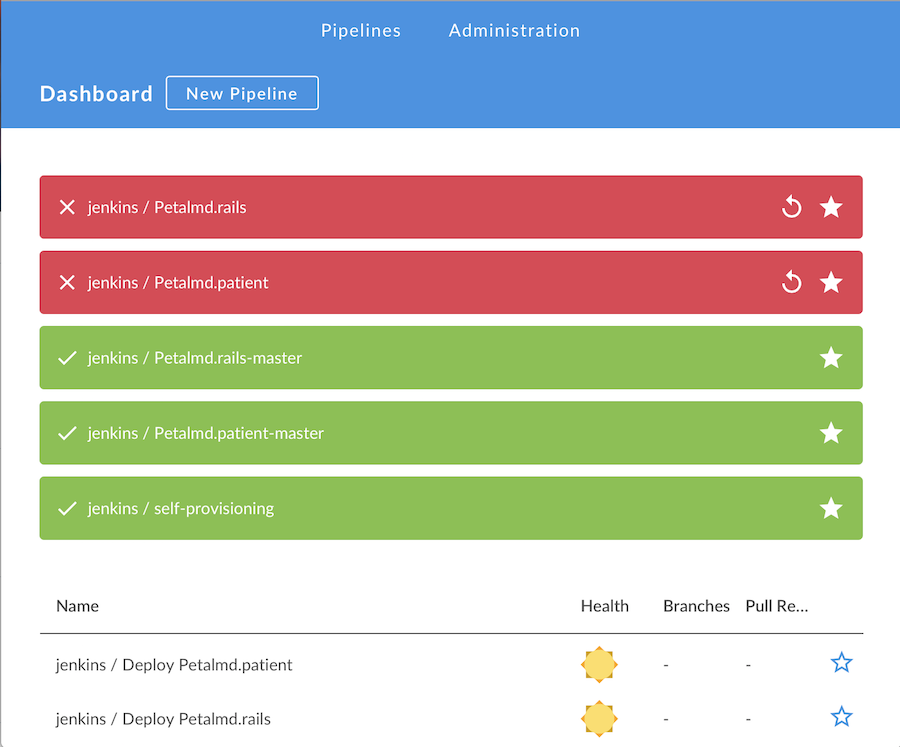 Pipelines Administration
Dashboard New Pipeline
jenkins / Petalmd.rails
jenkins / Petalmd.patient
jenkins / Petalmd.rails-master
jenkins / Petalmd.patient-master
jenkins / self-provisioning
Name Health Branches Pull Re...
jenkins / Deploy Petalmd.patient - -
jenkins / Deploy Petalmd.rails - -